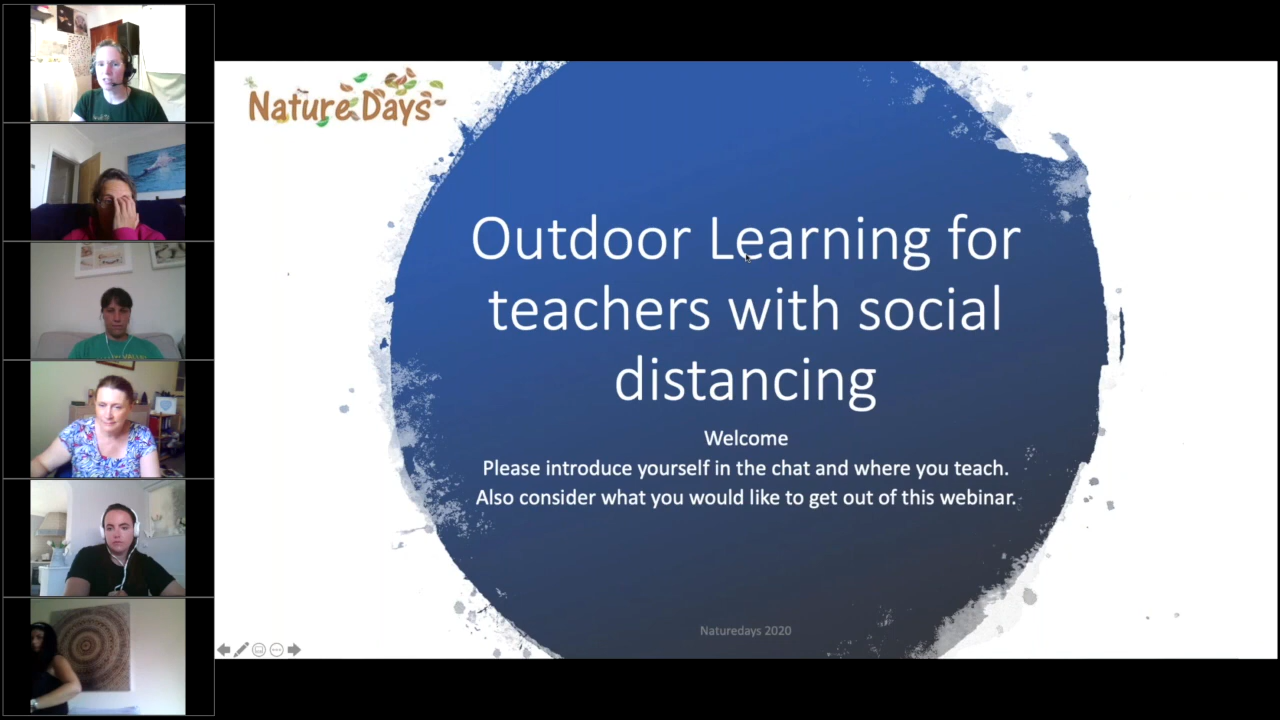 Nature Days
Outdoor Learning for
teachers with social
distancing
Welcome
Please introduce yourself in the chat and where you teach.
Also consider what you would like to get out of this webinar.
Naturedays 2020